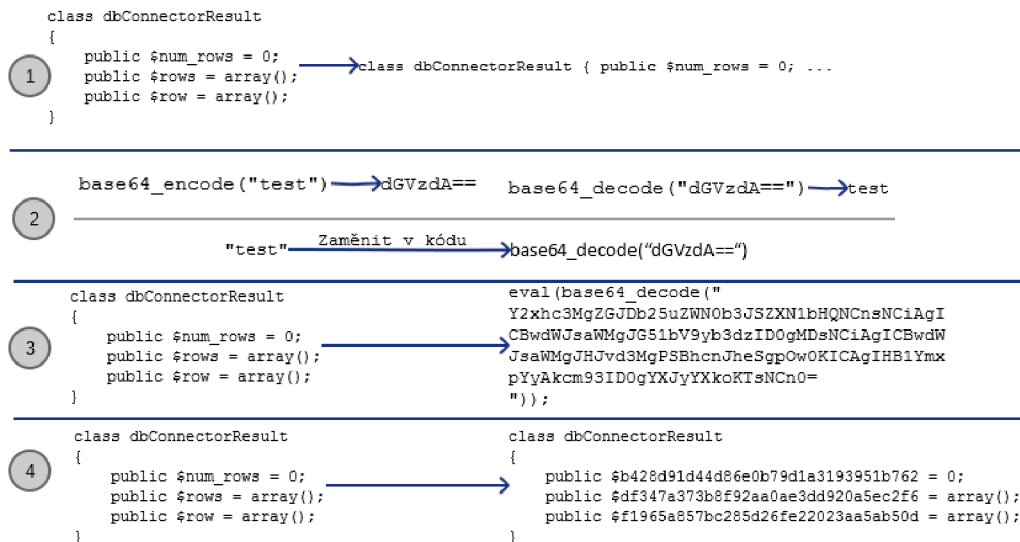 class dbConnectorResult
{
public $num_rows = 0;
public $rows = array();
public $row = array();
}
class dbConnectorResult { public $num_rows = 0; ...
1
base64_encode("test")
dGVzdA==
base64_decode("dGVzdA==")
test
2
"test"
Zaměnit v kódu
base64_decode(“dGVzdA==“)
class dbConnectorResult
{
public $num_rows = 0;
public $rows = array();
public $row = array();
}
3
eval(base64_decode("
Y2xhc3MgZGJDb25uZWN0b3JSZXN1bHQNCnsNCiAgI
CBwdWJsaWMgJG51bV9yb3dzID0gMDsNCiAgICBwdW
JsaWMgJHJvd3MgPSBhcnJheSgpOw0KICAgIHB1Ymx
pYyAkcm93ID0gYXJyYXkoKTsNCn0=
"));
class dbConnectorResult
{
public $num_rows = 0;
public $rows = array();
public $row = array();
}
4
class dbConnectorResult
{
public $b428d91d44d86e0b79d1a3193951b762 = 0;
public $df347a373b8f92aa0ae3dd920a5ec2f6 = array();
public $f1965a857bc285d26fe22023aa5ab50d = array();
}